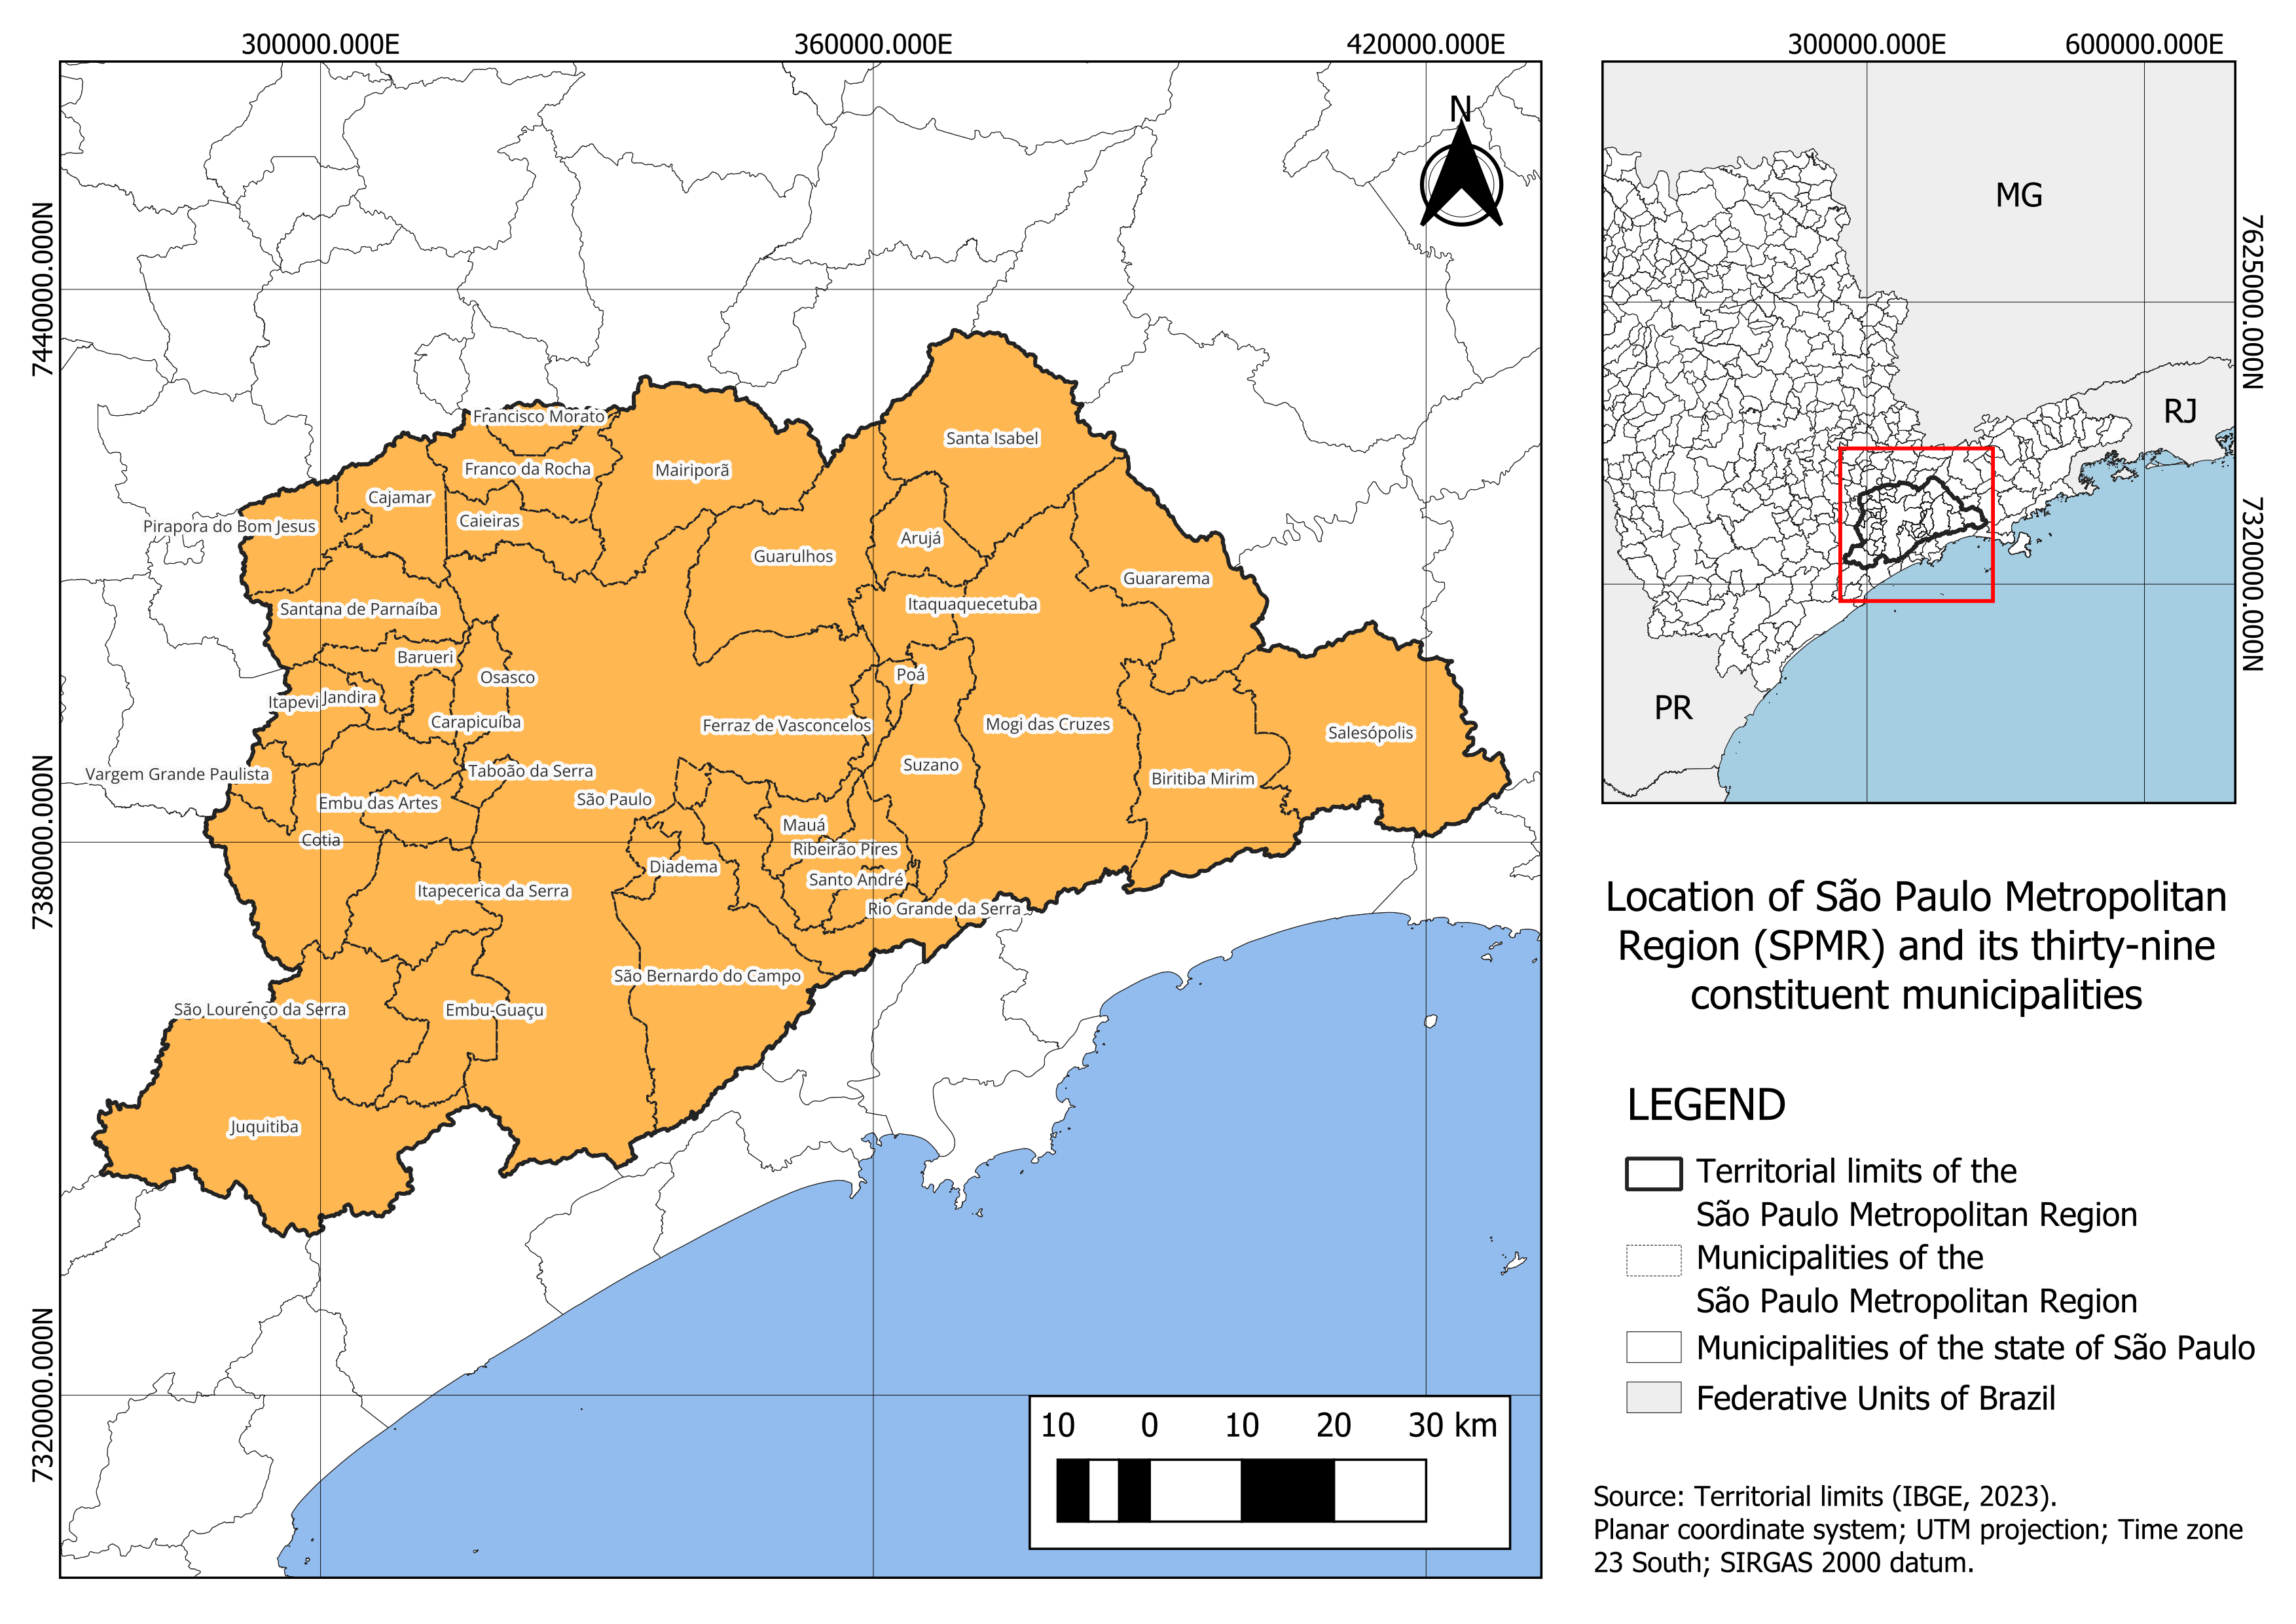 300000.000E 360000.000E 420000.000E
7440000.000N
7380000.000N
7320000.000N
N
Francisco Morato
Santa Isabel
Franco da Rocha
Mairiporã
Cajamar
Caieiras
Pirapora do Bom Jesus
Arujá
Guarulhos
Guararema
Itaquaquecetuba
Santana de Parnaíba
Barueri
Poá
Osasco
Itapevi
Jandira
Carapicuíba
Ferraz de Vasconcelos
Mogi das Cruzes
Salesópolis
Suzano
Taboão da Serra
Vargem Grande Paulista
Biritiba Mirim
São Paulo
Embu das Artes
Mauá
Cotia
Ribeirão Pires
Diadema
Santo André
Itapecerica da Serra
Rio Grande da Serra
São Bernardo do Campo
São Lourenço da Serra
Embu-Guaçu
Juquitiba
10 0 10 20 30 km
300000.000E 600000.000E
7625000.000N
7320000.000N
MG
RJ
PR
Location of São Paulo Metropolitan
Region (SPMR) and its thirty-nine
constituent municipalities
LEGEND
Territorial limits of the
São Paulo Metropolitan Region
Municipalities of the
São Paulo Metropolitan Region
Municipalities of the state of São Paulo
Federative Units of Brazil
Source: Territorial limits (IBGE, 2023).
Planar coordinate system; UTM projection; Time zone
23 South; SIRGAS 2000 datum.